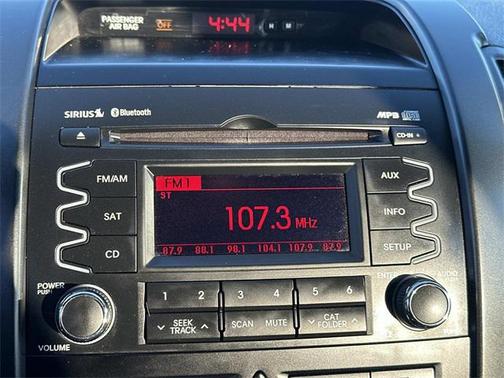 PASSENGER AIR BAG OFF 4:44 H M
SIRIUS Bluetooth MP3
CD-IN
FM/AM FM1 AUX
ST
SAT 107.3 MHz INFO
CD SETUP
87.9 88.1 98.1 104.1 107.9 87.9
POWER PUSH ENTER AUDIO
1 2 3 4 5 6
SEEK TRACK SCAN MUTE CAT FOLDER
VOLUME